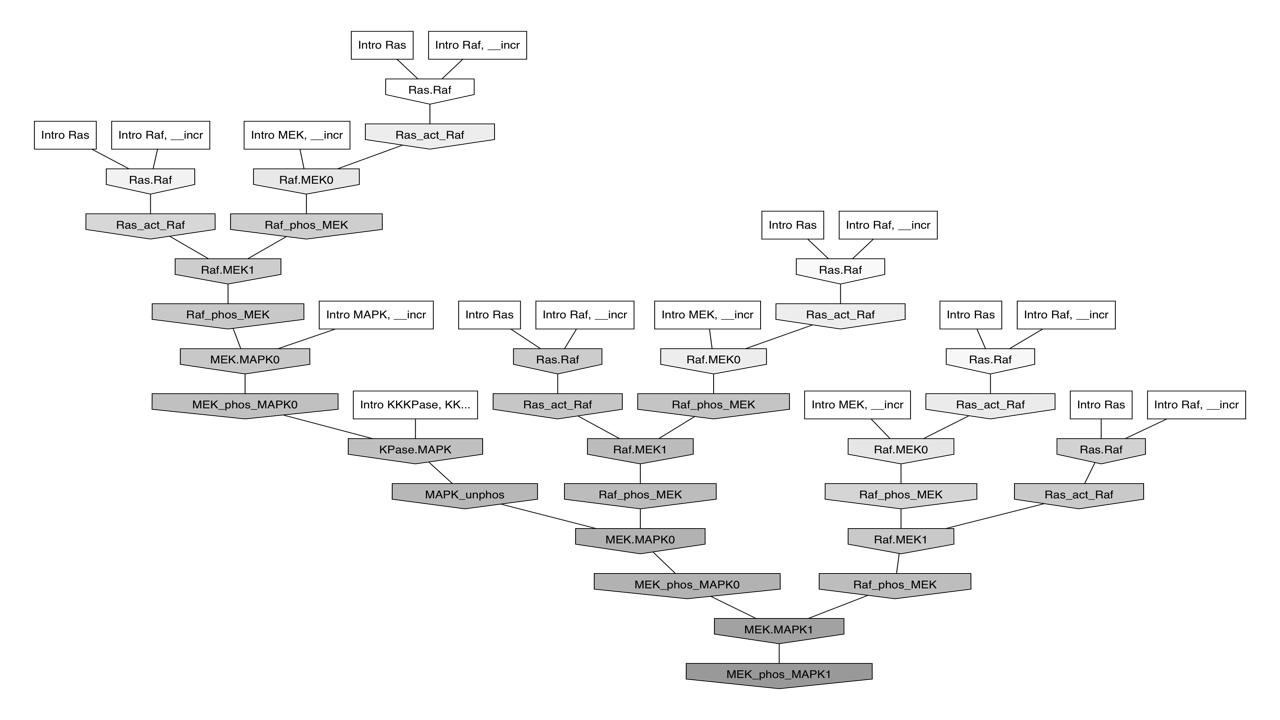 Intro Ras
Intro Raf, __incr
Ras.Raf
Intro Ras
Intro Raf, __incr
Intro MEK, __incr
Ras_act_Raf
Ras.Raf
Raf.MEK0
Ras_act_Raf
Raf_phos_MEK
Intro Ras
Intro Raf, __incr
Raf.MEK1
Ras.Raf
Raf_phos_MEK
Intro MAPK, __incr
Intro Ras
Intro Raf, __incr
Intro MEK, __incr
Ras_act_Raf
Intro Ras
Intro Raf, __incr
MEK.MAPK0
Ras.Raf
Raf.MEK0
Ras.Raf
MEK_phos_MAPK0
Intro KKKPase, KK...
Ras_act_Raf
Raf_phos_MEK
Intro MEK, __incr
Ras_act_Raf
Intro Ras
Intro Raf, __incr
KPase.MAPK
Raf.MEK1
Raf.MEK0
Ras.Raf
MAPK_unphos
Raf_phos_MEK
Raf_phos_MEK
Ras_act_Raf
MEK.MAPK0
Raf.MEK1
MEK_phos_MAPK0
Raf_phos_MEK
MEK.MAPK1
MEK_phos_MAPK1